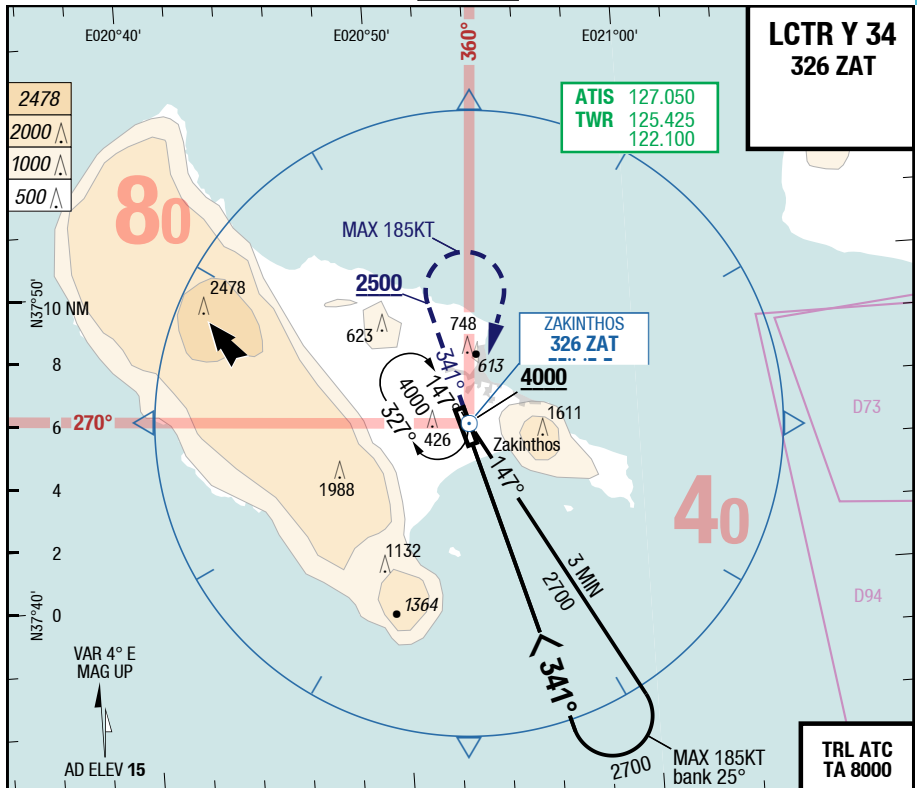 E020°40'
E020°50'
E021°00'
360°
LCTR Y 34
326 ZAT
2478
2000
1000
500
ATIS 127.050
TWR 125.425
122.100
80
MAX 185KT
2500
2478
N37°50'
10 NM
623
748
613
ZAKINTHOS
326 ZAT
341°
4000
8
147°
4000
327°
426
1611
Zakinthos
270°
6
D73
147°
1988
40
4
3 MIN
2700
2
1132
1364
D94
N37°40'
0
341°
VAR 4° E
MAG UP
MAX 185KT
bank 25°
2700
AD ELEV 15
TRL ATC
TA 8000